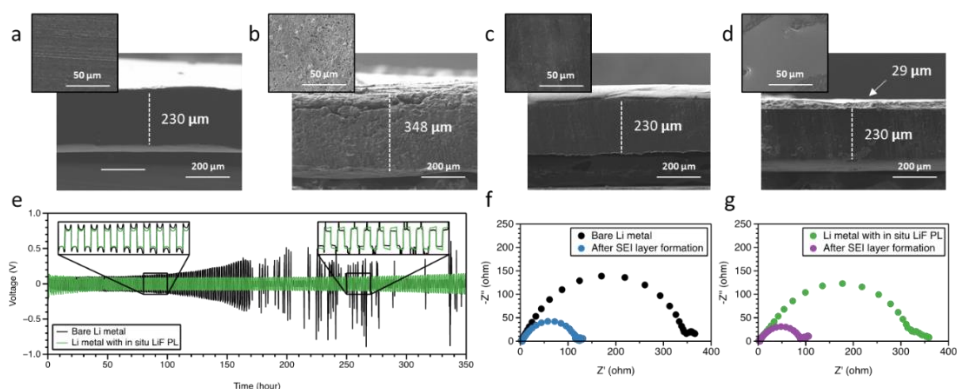 a
50 μm
230 μm
200 μm
b
50 μm
348 μm
200 μm
c
50 μm
230 μm
200 μm
d
50 μm
29 μm
230 μm
200 μm
e
1.0
0.5
0
-0.5
-1.0
Voltage (V)
Bare Li metal
Li metal with in situ LiF PL
0 50 100 150 200 250 300 350
Time (hour)
f
250
200
150
100
50
0
-Z" (ohm)
Bare Li metal
After SEI layer formation
0 100 200 300 400
Z' (ohm)
g
250
200
150
100
50
0
-Z" (ohm)
Li metal with in situ LiF PL
After SEI layer formation
0 100 200 300 400
Z' (ohm)